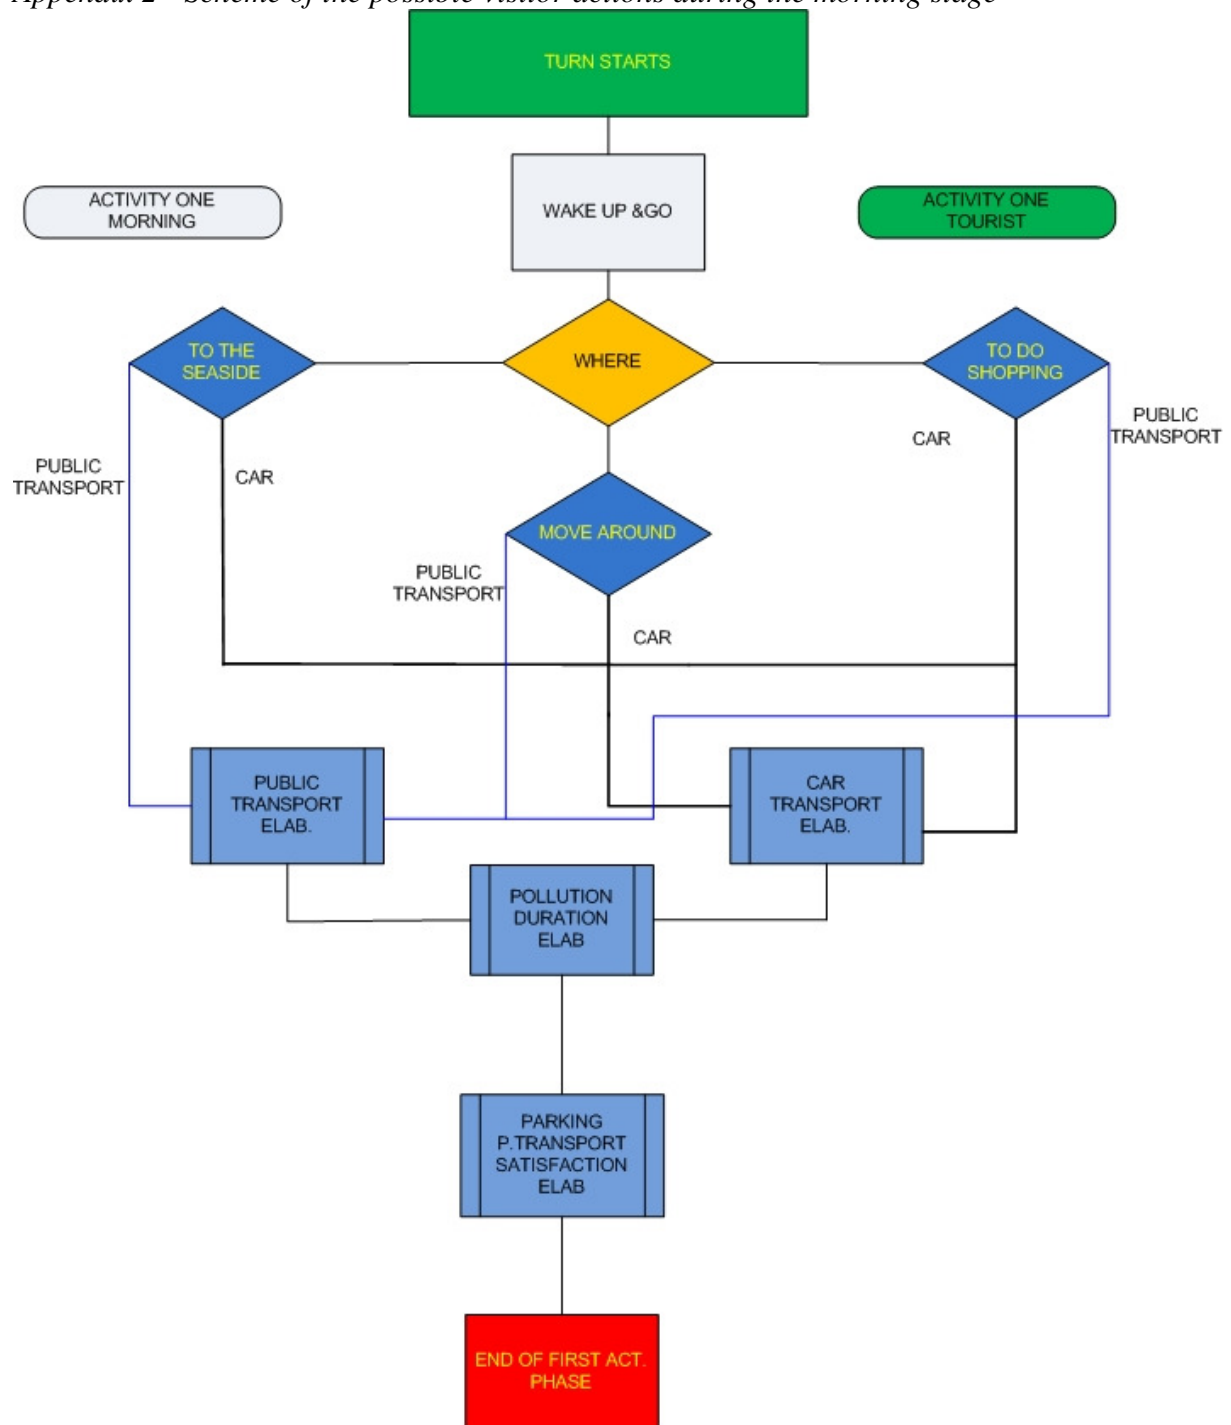 Appendix 2 - Scheme of the possible visitor actions during the morning stage
TURN STARTS
ACTIVITY ONE
MORNING
WAKE UP &GO
ACTIVITY ONE
TOURIST
TO THE
SEASIDE
WHERE
TO DO
SHOPPING
PUBLIC
TRANSPORT
CAR
CAR
PUBLIC
TRANSPORT
MOVE AROUND
PUBLIC
TRANSPORT
CAR
PUBLIC
TRANSPORT
ELAB.
CAR
TRANSPORT
ELAB.
POLLUTION
DURATION
ELAB
PARKING
P.TRANSPORT
SATISFACTION
ELAB
END OF FIRST ACT.
PHASE